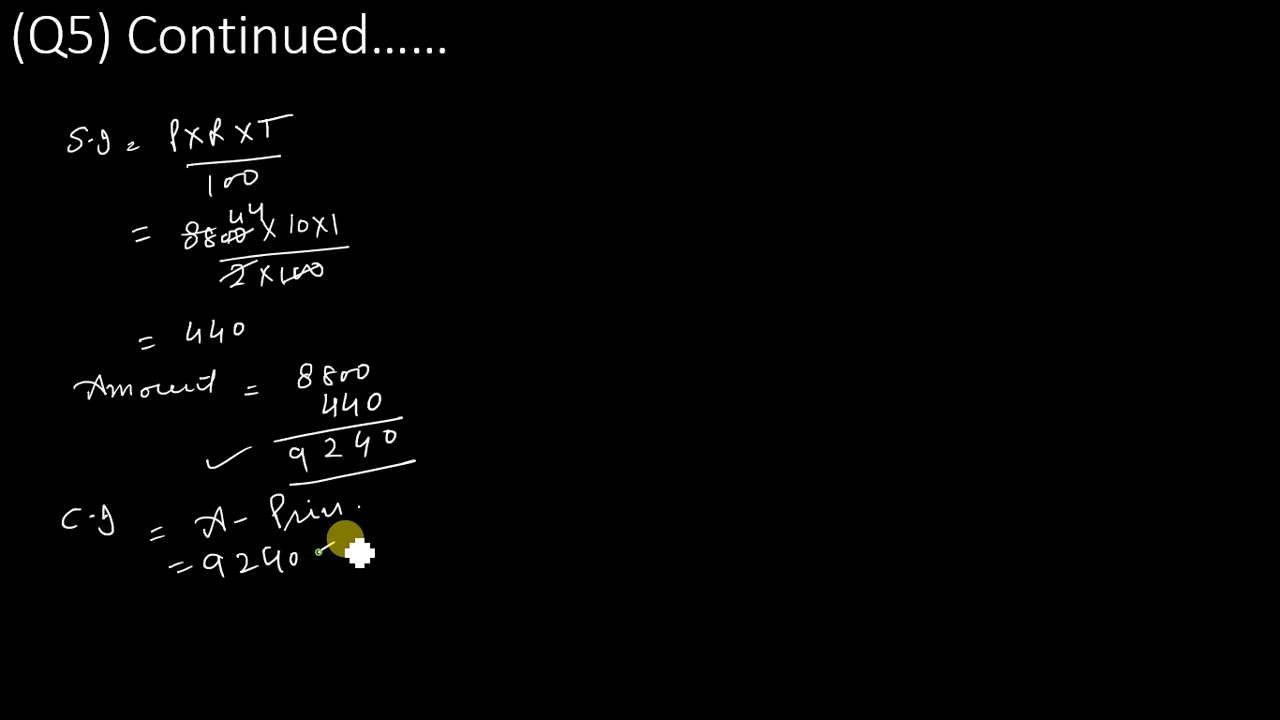 (Q5) Continued……
S.I = P×R×T
100
= 8800 44 × 10×1
2×100
= 440
Amount = 8800
440
9240
C.I = A - Prin.
= 9240 -